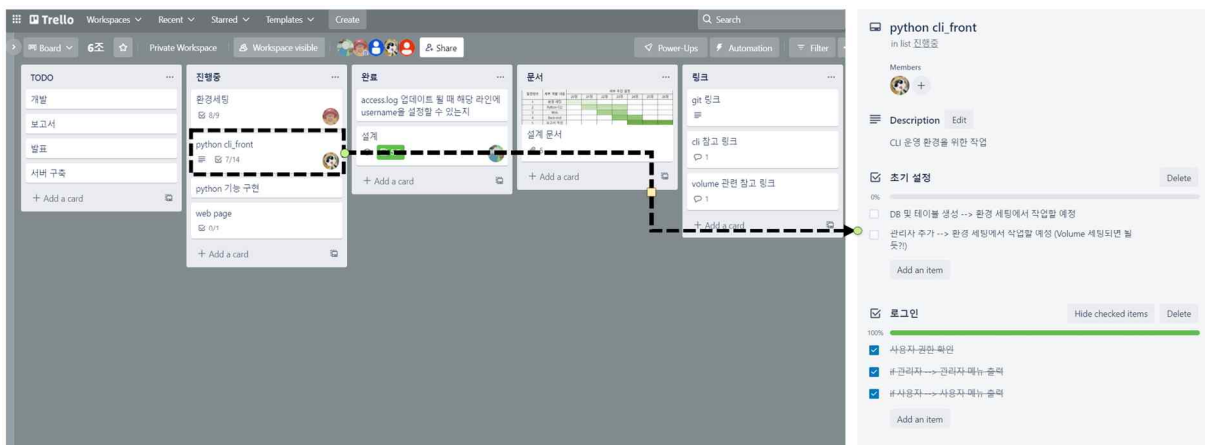 Trello Workspaces Recent Starred Templates Create Search
Board 6조 Private Workspace Workspace visible Share Power-Ups Automation Filter
TODO
개발
보고서
발표
서버 구축
+ Add a card
진행중
환경세팅
8/9
python cli_front
7/14
python 기능 구현
web page
0/1
+ Add a card
완료
access.log 업데이트 될 때 해당 라인에
username을 설정할 수 있는지
설계
+ Add a card
문서
설계 문서
+ Add a card
링크
git 링크
cli 참고 링크
1
volume 관련 참고 링크
1
+ Add a card
python cli_front
in list 진행중
Members
+
Description Edit
CLI 운영 환경을 위한 작업
초기 설정 Delete
0%
DB 및 테이블 생성 --> 환경 세팅에서 작업할 예정
관리자 추가 --> 환경 세팅에서 작업할 예성 (Volume 세팅되면 될
듯?!)
Add an item
로그인 Hide checked items Delete
100%
사용자 권한 확인
if 관리자 --> 관리자 메뉴 출력
if 사용자 --> 사용자 메뉴 출력
Add an item